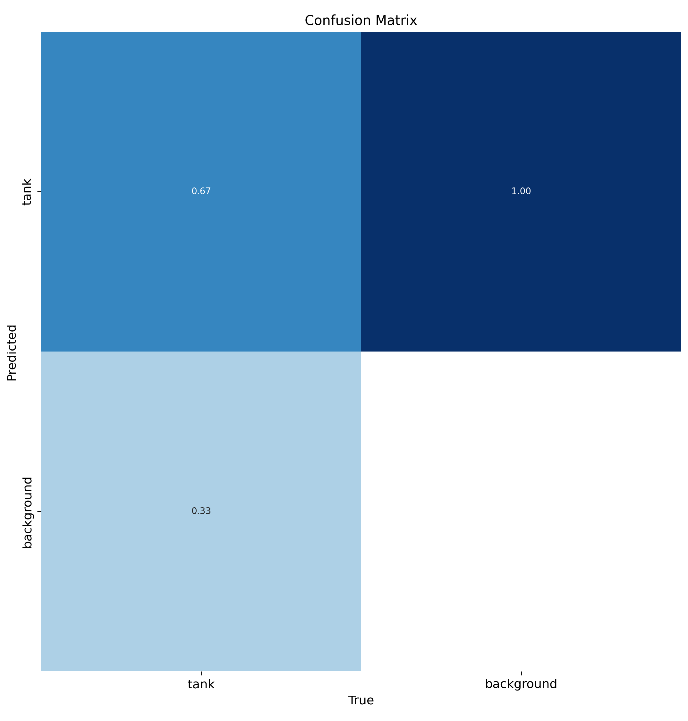 Confusion Matrix
tank
0.67
1.00
Predicted
background
0.33
tank
background
True